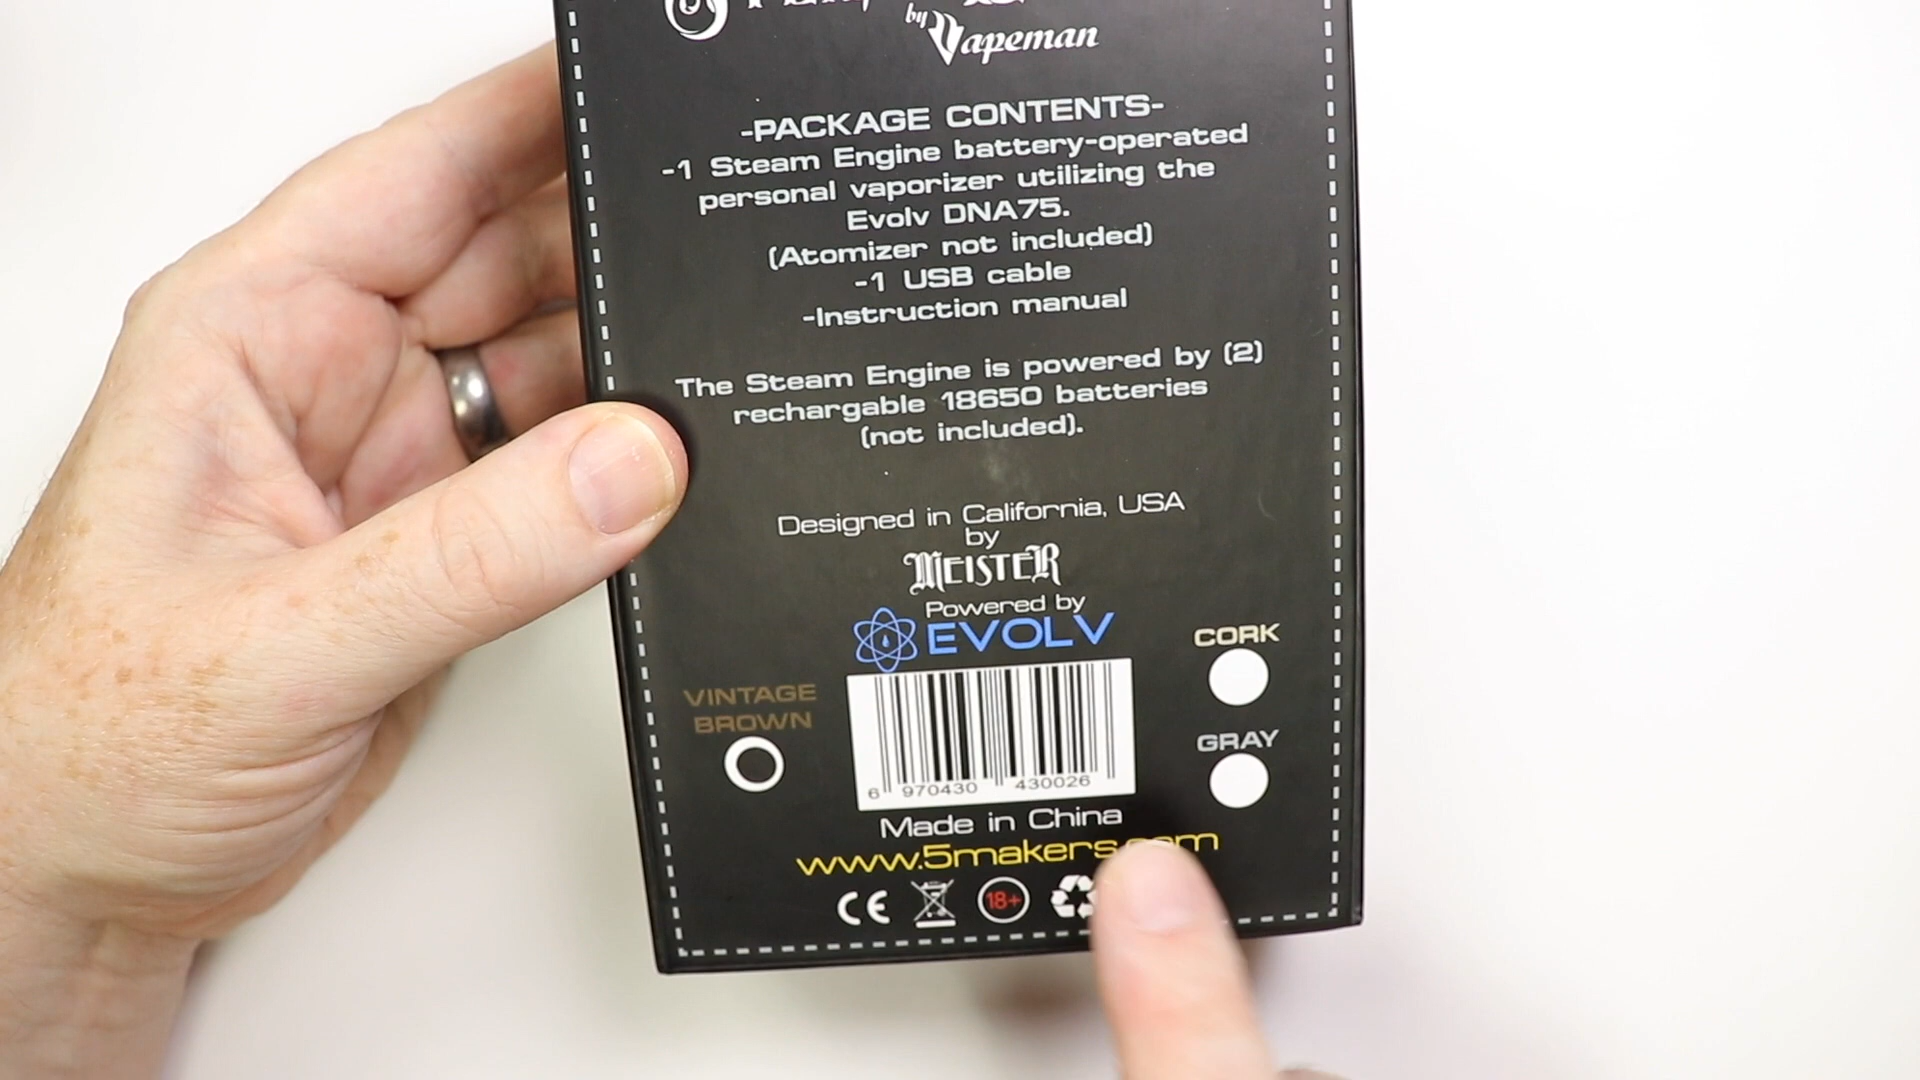 by
Vapeman
-PACKAGE CONTENTS-
-1 Steam Engine battery-operated
personal vaporizer utilizing the
Evolv DNA75.
(Atomizer not included)
-1 USB cable
-Instruction manual
The Steam Engine is powered by (2)
rechargable 18650 batteries
(not included).
Designed in California, USA
by
MEISTER
Powered by
EVOLV
CORK
VINTAGE
BROWN
GRAY
6 970430 430026
Made in China
www.5makers.com
CE 18+